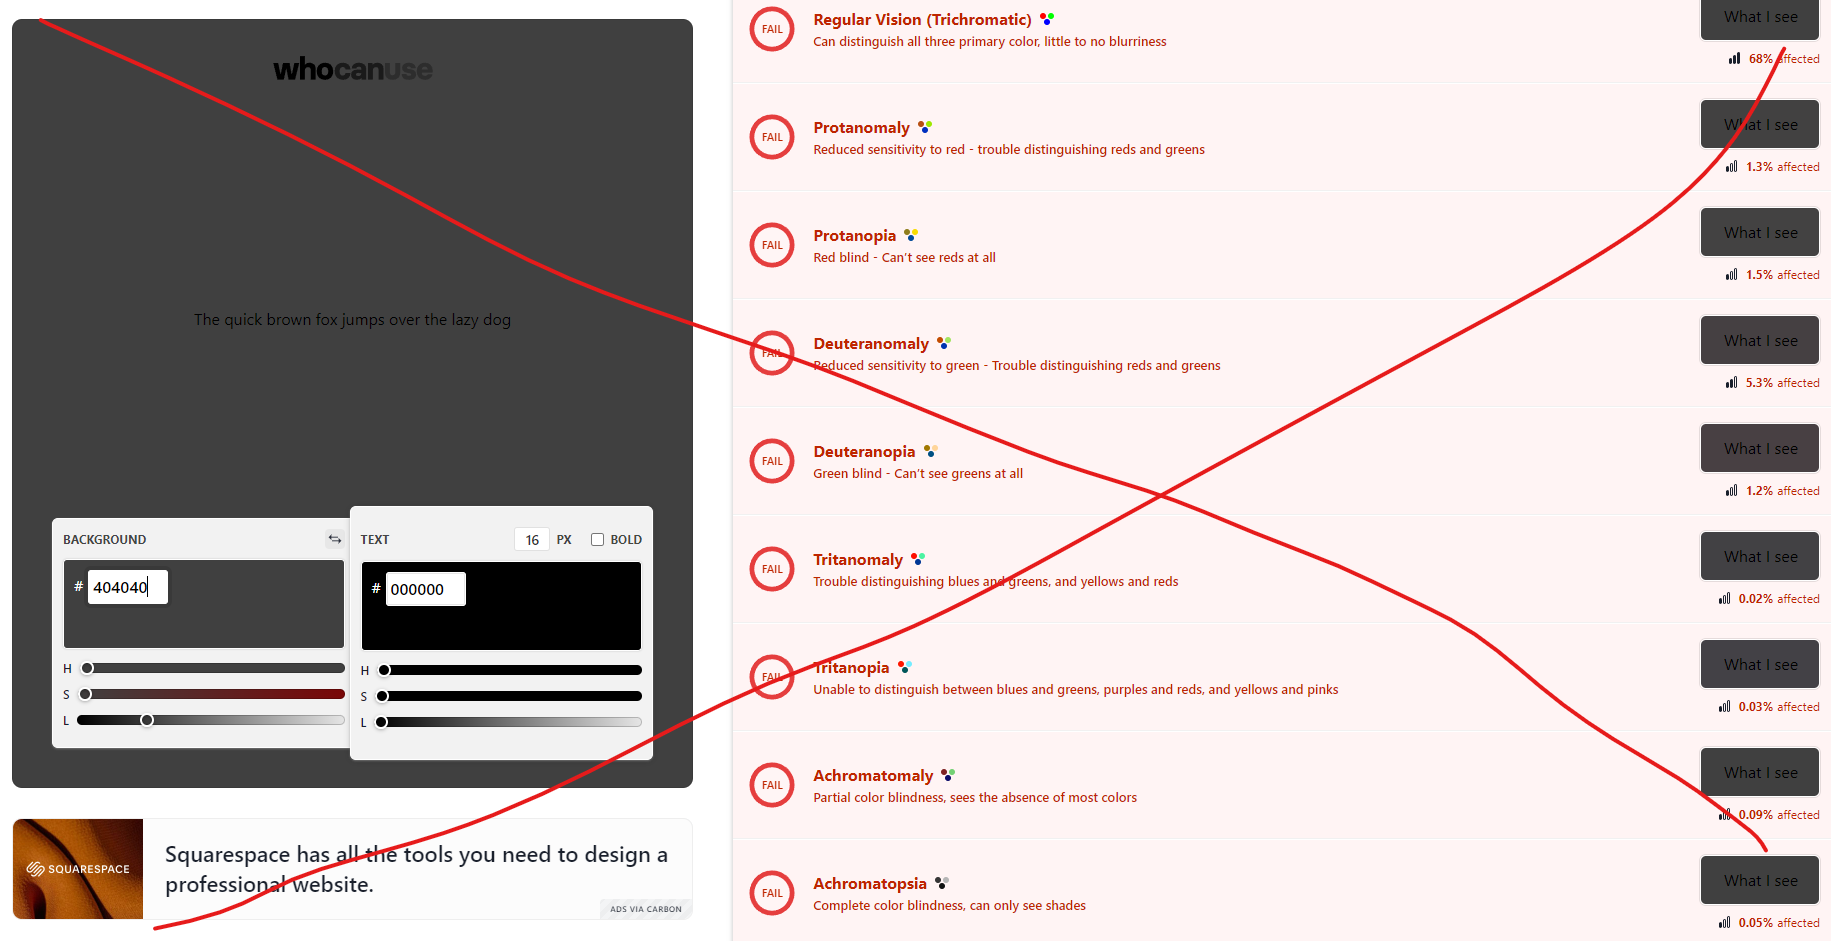 whocanuse
The quick brown fox jumps over the lazy dog
BACKGROUND
# 404040
H
S
L
TEXT 16 PX BOLD
# 000000
H
S
L
SQUARESPACE
Squarespace has all the tools you need to design a
professional website.
ADS VIA CARBON
FAIL
Regular Vision (Trichromatic)
Can distinguish all three primary color, little to no blurriness
What I see
68% affected
FAIL
Protanomaly
Reduced sensitivity to red - trouble distinguishing reds and greens
What I see
1.3% affected
FAIL
Protanopia
Red blind - Can’t see reds at all
What I see
1.5% affected
FAIL
Deuteranomaly
Reduced sensitivity to green - Trouble distinguishing reds and greens
What I see
5.3% affected
FAIL
Deuteranopia
Green blind - Can’t see greens at all
What I see
1.2% affected
FAIL
Tritanomaly
Trouble distinguishing blues and greens, and yellows and reds
What I see
0.02% affected
FAIL
Tritanopia
Unable to distinguish between blues and greens, purples and reds, and yellows and pinks
What I see
0.03% affected
FAIL
Achromatomaly
Partial color blindness, sees the absence of most colors
What I see
0.09% affected
FAIL
Achromatopsia
Complete color blindness, can only see shades
What I see
0.05% affected